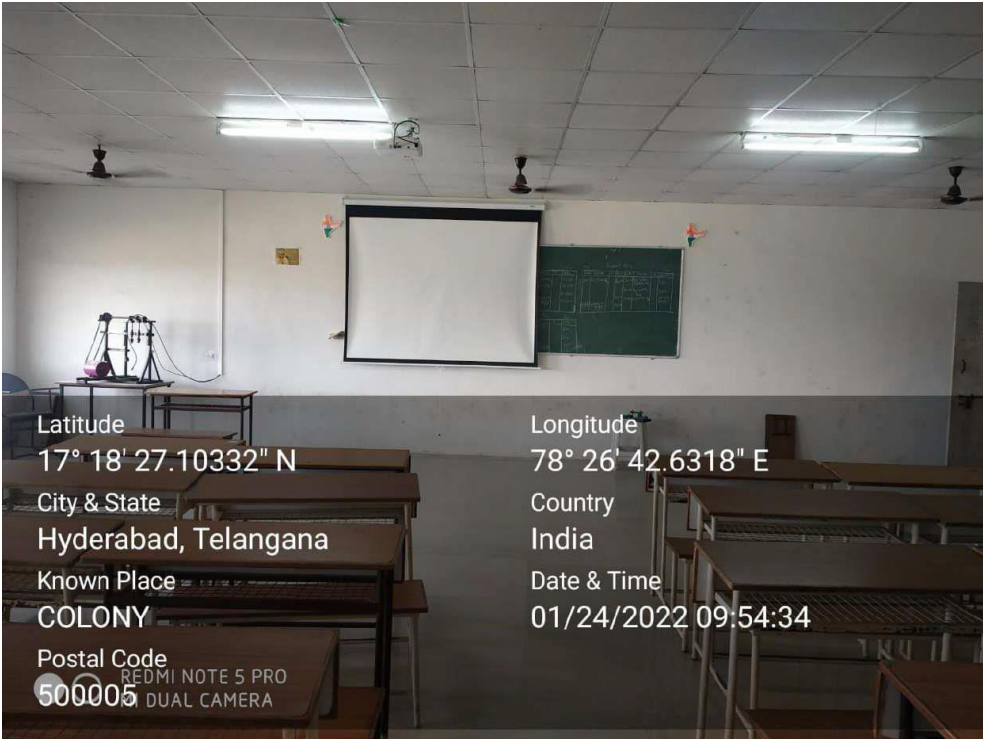 Latitude
17° 18' 27.10332" N
Longitude
78° 26' 42.6318" E
City & State
Hyderabad, Telangana
Country
India
Known Place
COLONY
Date & Time
01/24/2022 09:54:34
Postal Code
500005
REDMI NOTE 5 PRO
MI DUAL CAMERA